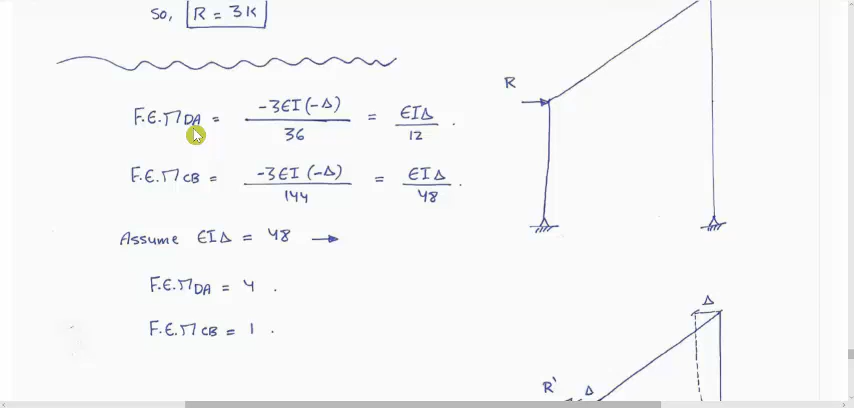 So, R = 3K
R
F.E.M DA = -3EI(-Δ) / 36 = EIΔ / 12 .
F.E.M CB = -3EI(-Δ) / 144 = EIΔ / 48 .
Assume EIΔ = 48 →
F.E.M DA = 4 .
F.E.M CB = 1 .
Δ
R' Δ